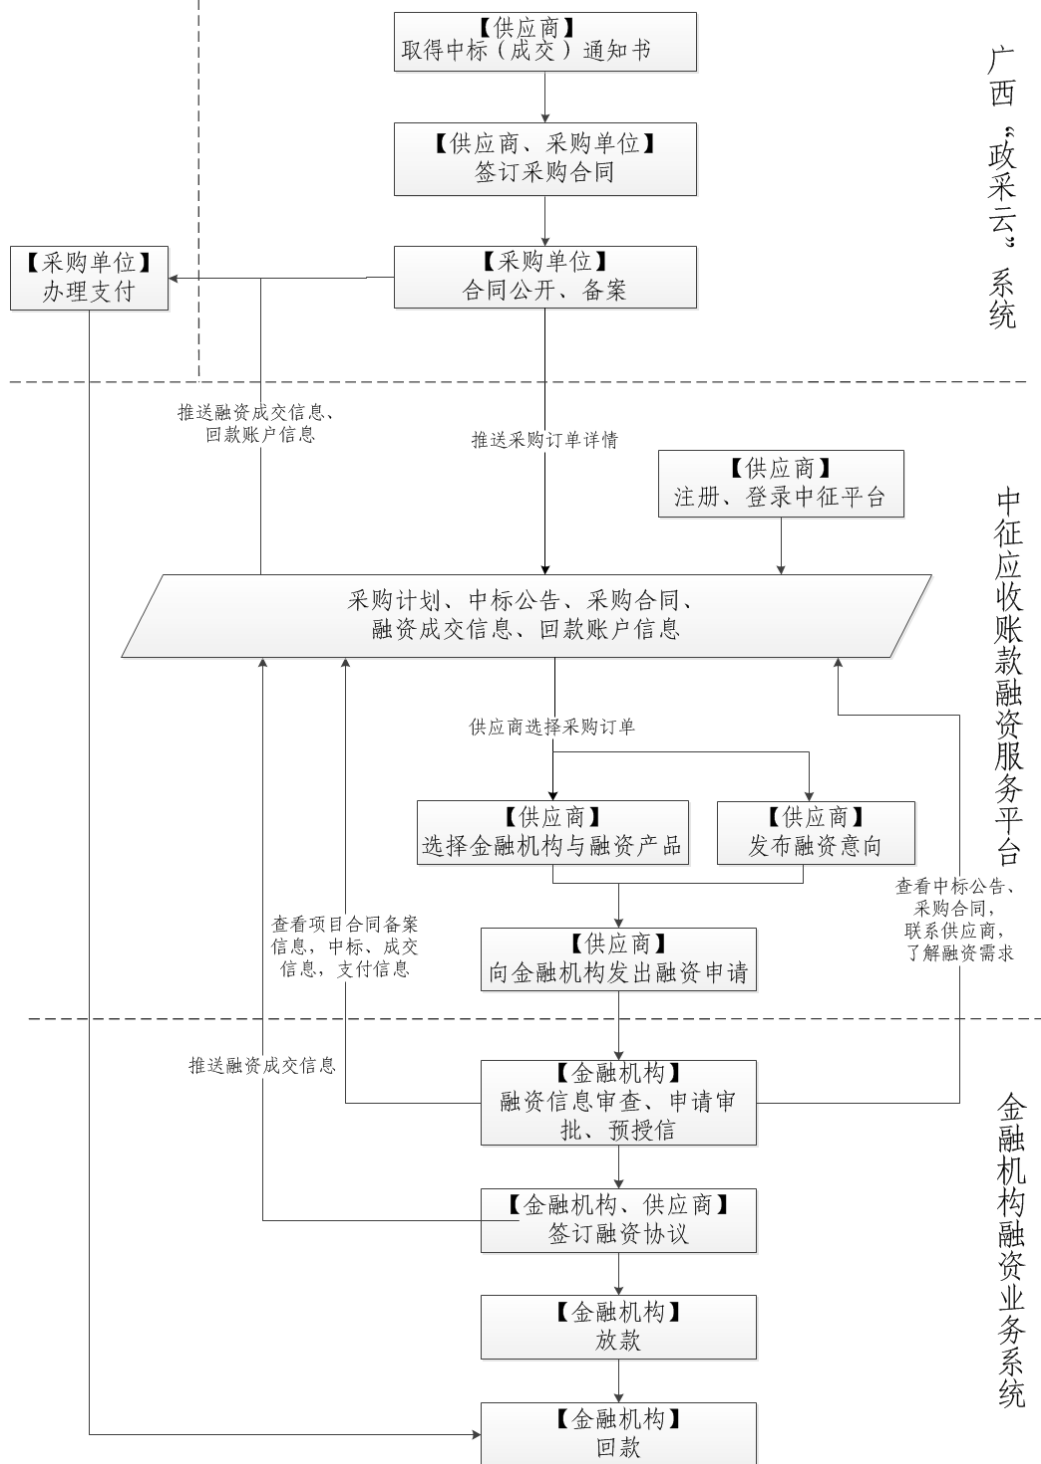 【供应商】
取得中标（成交）通知书
【供应商、采购单位】
签订采购合同
【采购单位】
办理支付
【采购单位】
合同公开、备案
广西“政采云”系统
推送融资成交信息、
回款账户信息
推送采购订单详情
【供应商】
注册、登录中征平台
采购计划、中标公告、采购合同、
融资成交信息、回款账户信息
中征应收账款融资服务平台
供应商选择采购订单
【供应商】
选择金融机构与融资产品
【供应商】
发布融资意向
查看中标公告、
采购合同，
联系供应商，
了解融资需求
查看项目合同备案
信息，中标、成交
信息，支付信息
【供应商】
向金融机构发出融资申请
推送融资成交信息
【金融机构】
融资信息审查、申请审
批、预授信
【金融机构、供应商】
签订融资协议
【金融机构】
放款
【金融机构】
回款
金融机构融资业务系统